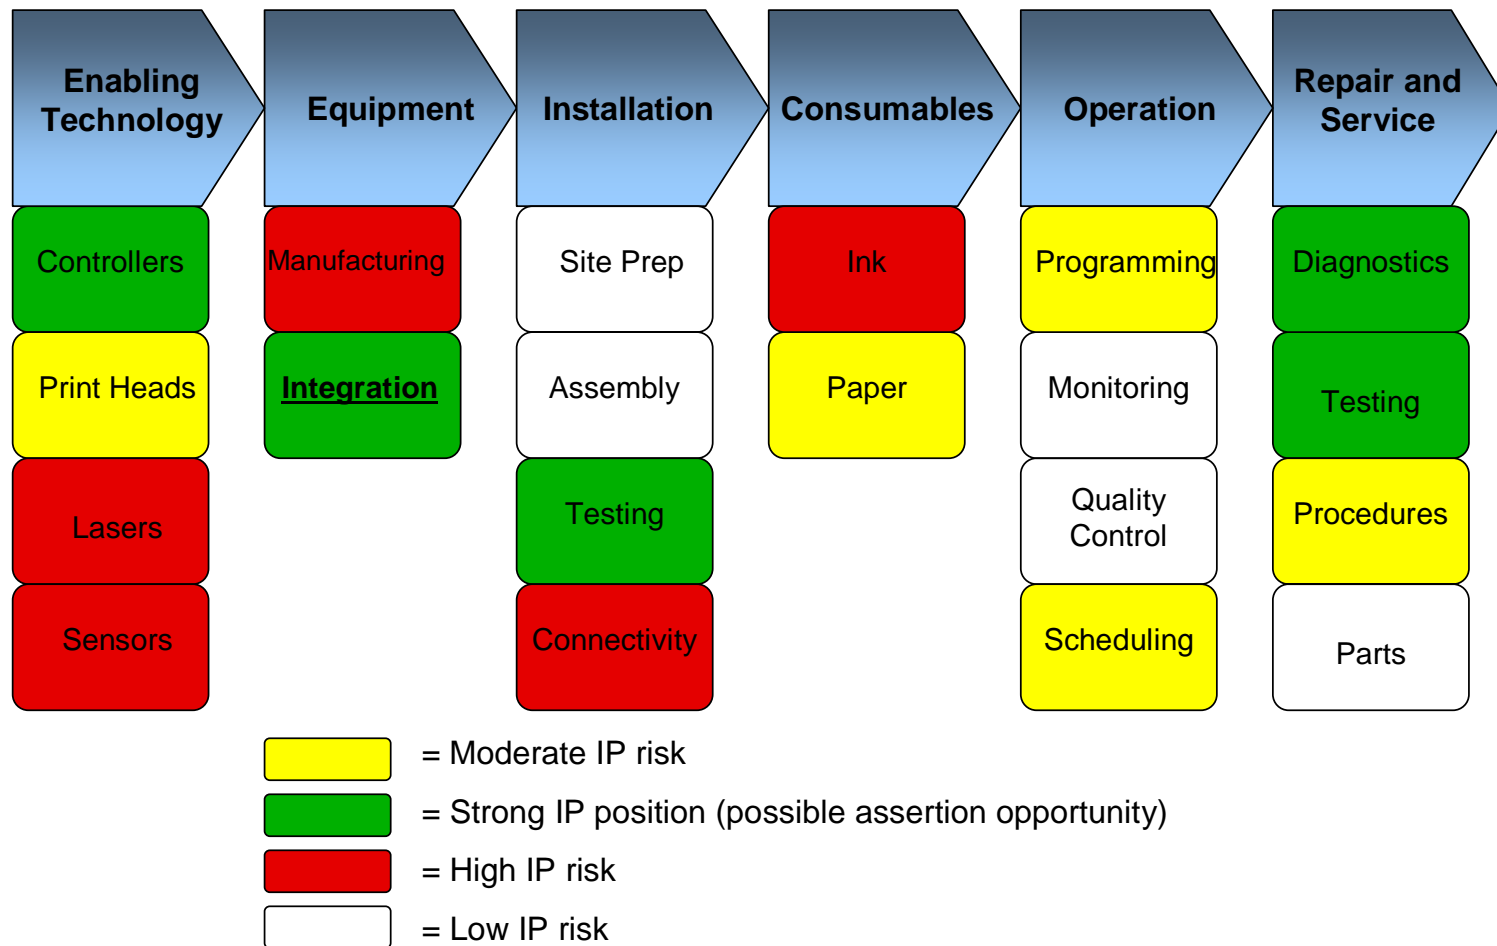 Enabling
Technology
Equipment
Installation
Consumables
Operation
Repair and
Service
Controllers
Manufacturing
Site Prep
Ink
Programming
Diagnostics
Print Heads
Integration
Assembly
Paper
Monitoring
Testing
Lasers
Testing
Quality
Control
Procedures
Sensors
Connectivity
Scheduling
Parts
= Moderate IP risk
= Strong IP position (possible assertion opportunity)
= High IP risk
= Low IP risk